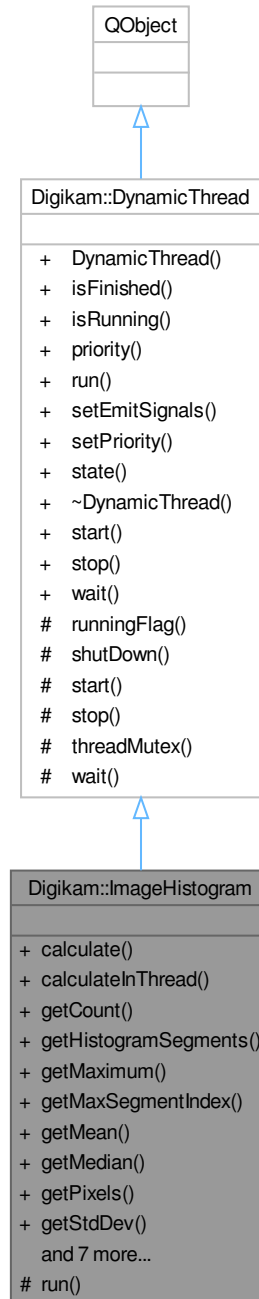 QObject
Digikam::DynamicThread
+ DynamicThread()
+ isFinished()
+ isRunning()
+ priority()
+ run()
+ setEmitSignals()
+ setPriority()
+ state()
+ ~DynamicThread()
+ start()
+ stop()
+ wait()
# runningFlag()
# shutDown()
# start()
# stop()
# threadMutex()
# wait()
Digikam::ImageHistogram
+ calculate()
+ calculateInThread()
+ getCount()
+ getHistogramSegments()
+ getMaximum()
+ getMaxSegmentIndex()
+ getMean()
+ getMedian()
+ getPixels()
+ getStdDev()
and 7 more...
# run()